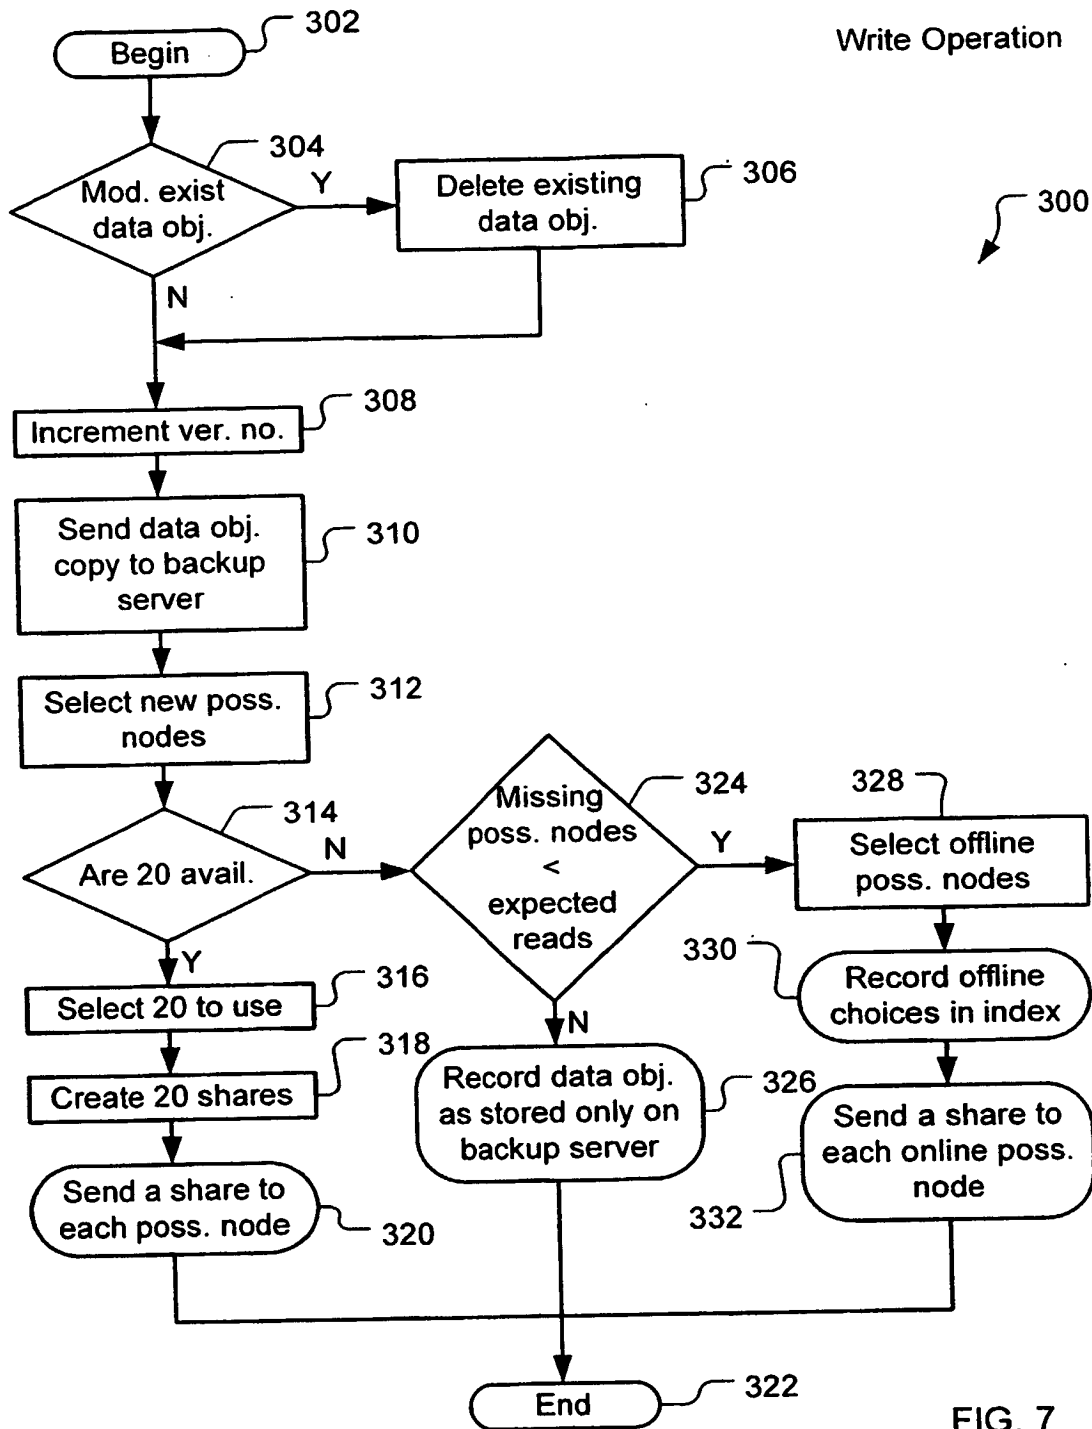 Write Operation
302
Begin
304
Mod. exist
data obj.
Y
Delete existing
data obj.
306
300
N
308
Increment ver. no.
Send data obj.
copy to backup
server
310
Select new poss.
nodes
312
314
Are 20 avail.
N
Missing
poss. nodes
<
expected
reads
324
Y
328
Select offline
poss. nodes
330
Record offline
choices in index
Y
Select 20 to use
316
318
Create 20 shares
N
Record data obj.
as stored only on
backup server
326
Send a share to
each online poss.
node
332
Send a share to
each poss. node
320
End
322
FIG. 7